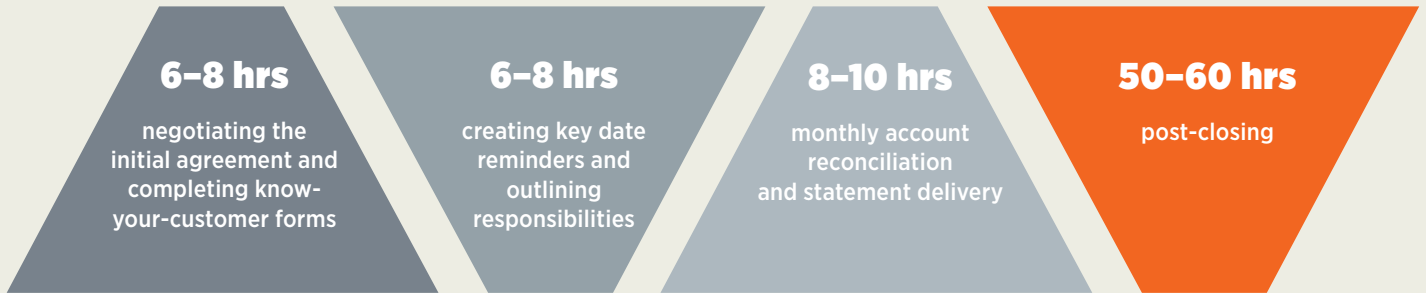 6–8 hrs
negotiating the
initial agreement and
completing know-
your-customer forms
6–8 hrs
creating key date
reminders and
outlining
responsibilities
8–10 hrs
monthly account
reconciliation
and statement delivery
50–60 hrs
post-closing